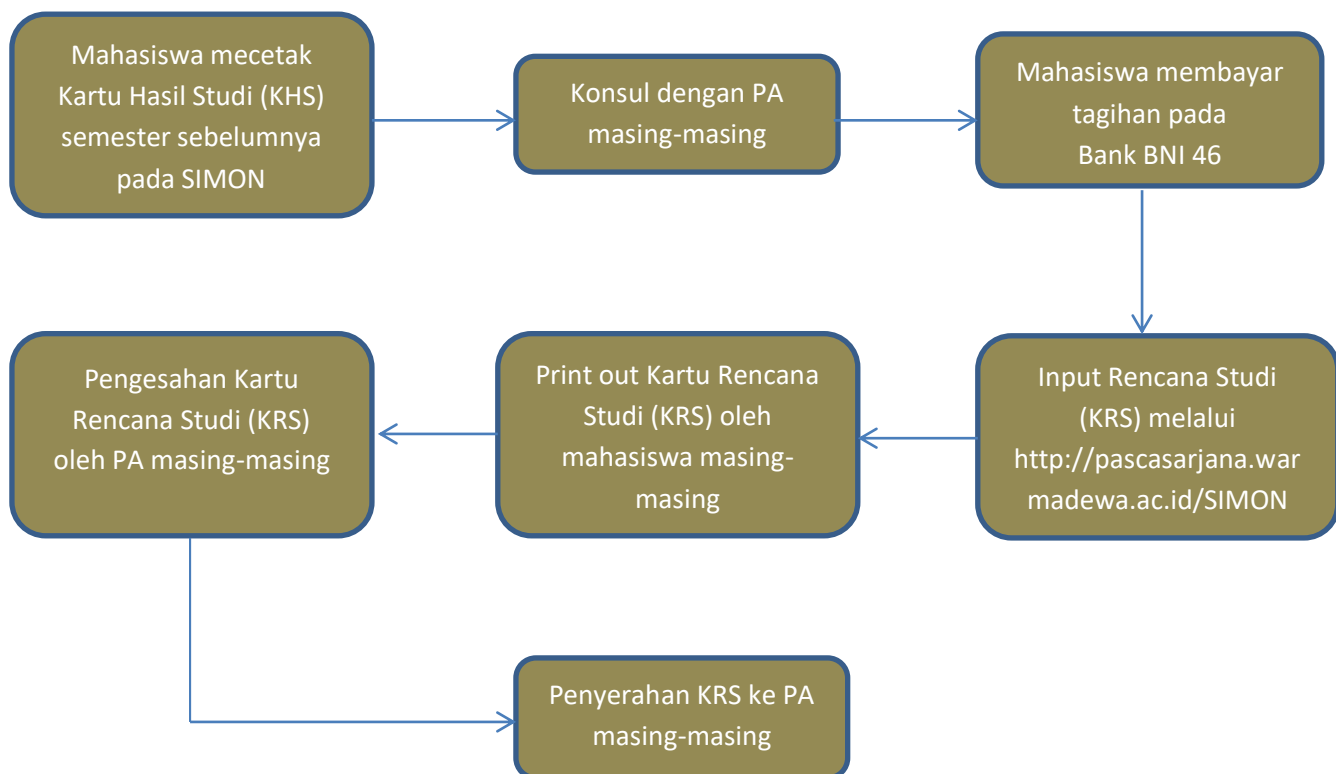 Mahasiswa mecetak
Kartu Hasil Studi (KHS)
semester sebelumnya
pada SIMON
Konsul dengan PA
masing-masing
Mahasiswa membayar
tagihan pada
Bank BNI 46
Input Rencana Studi
(KRS) melalui
http://pascasarjana.war
madewa.ac.id/SIMON
Print out Kartu Rencana
Studi (KRS) oleh
mahasiswa masing-
masing
Pengesahan Kartu
Rencana Studi (KRS)
oleh PA masing-masing
Penyerahan KRS ke PA
masing-masing